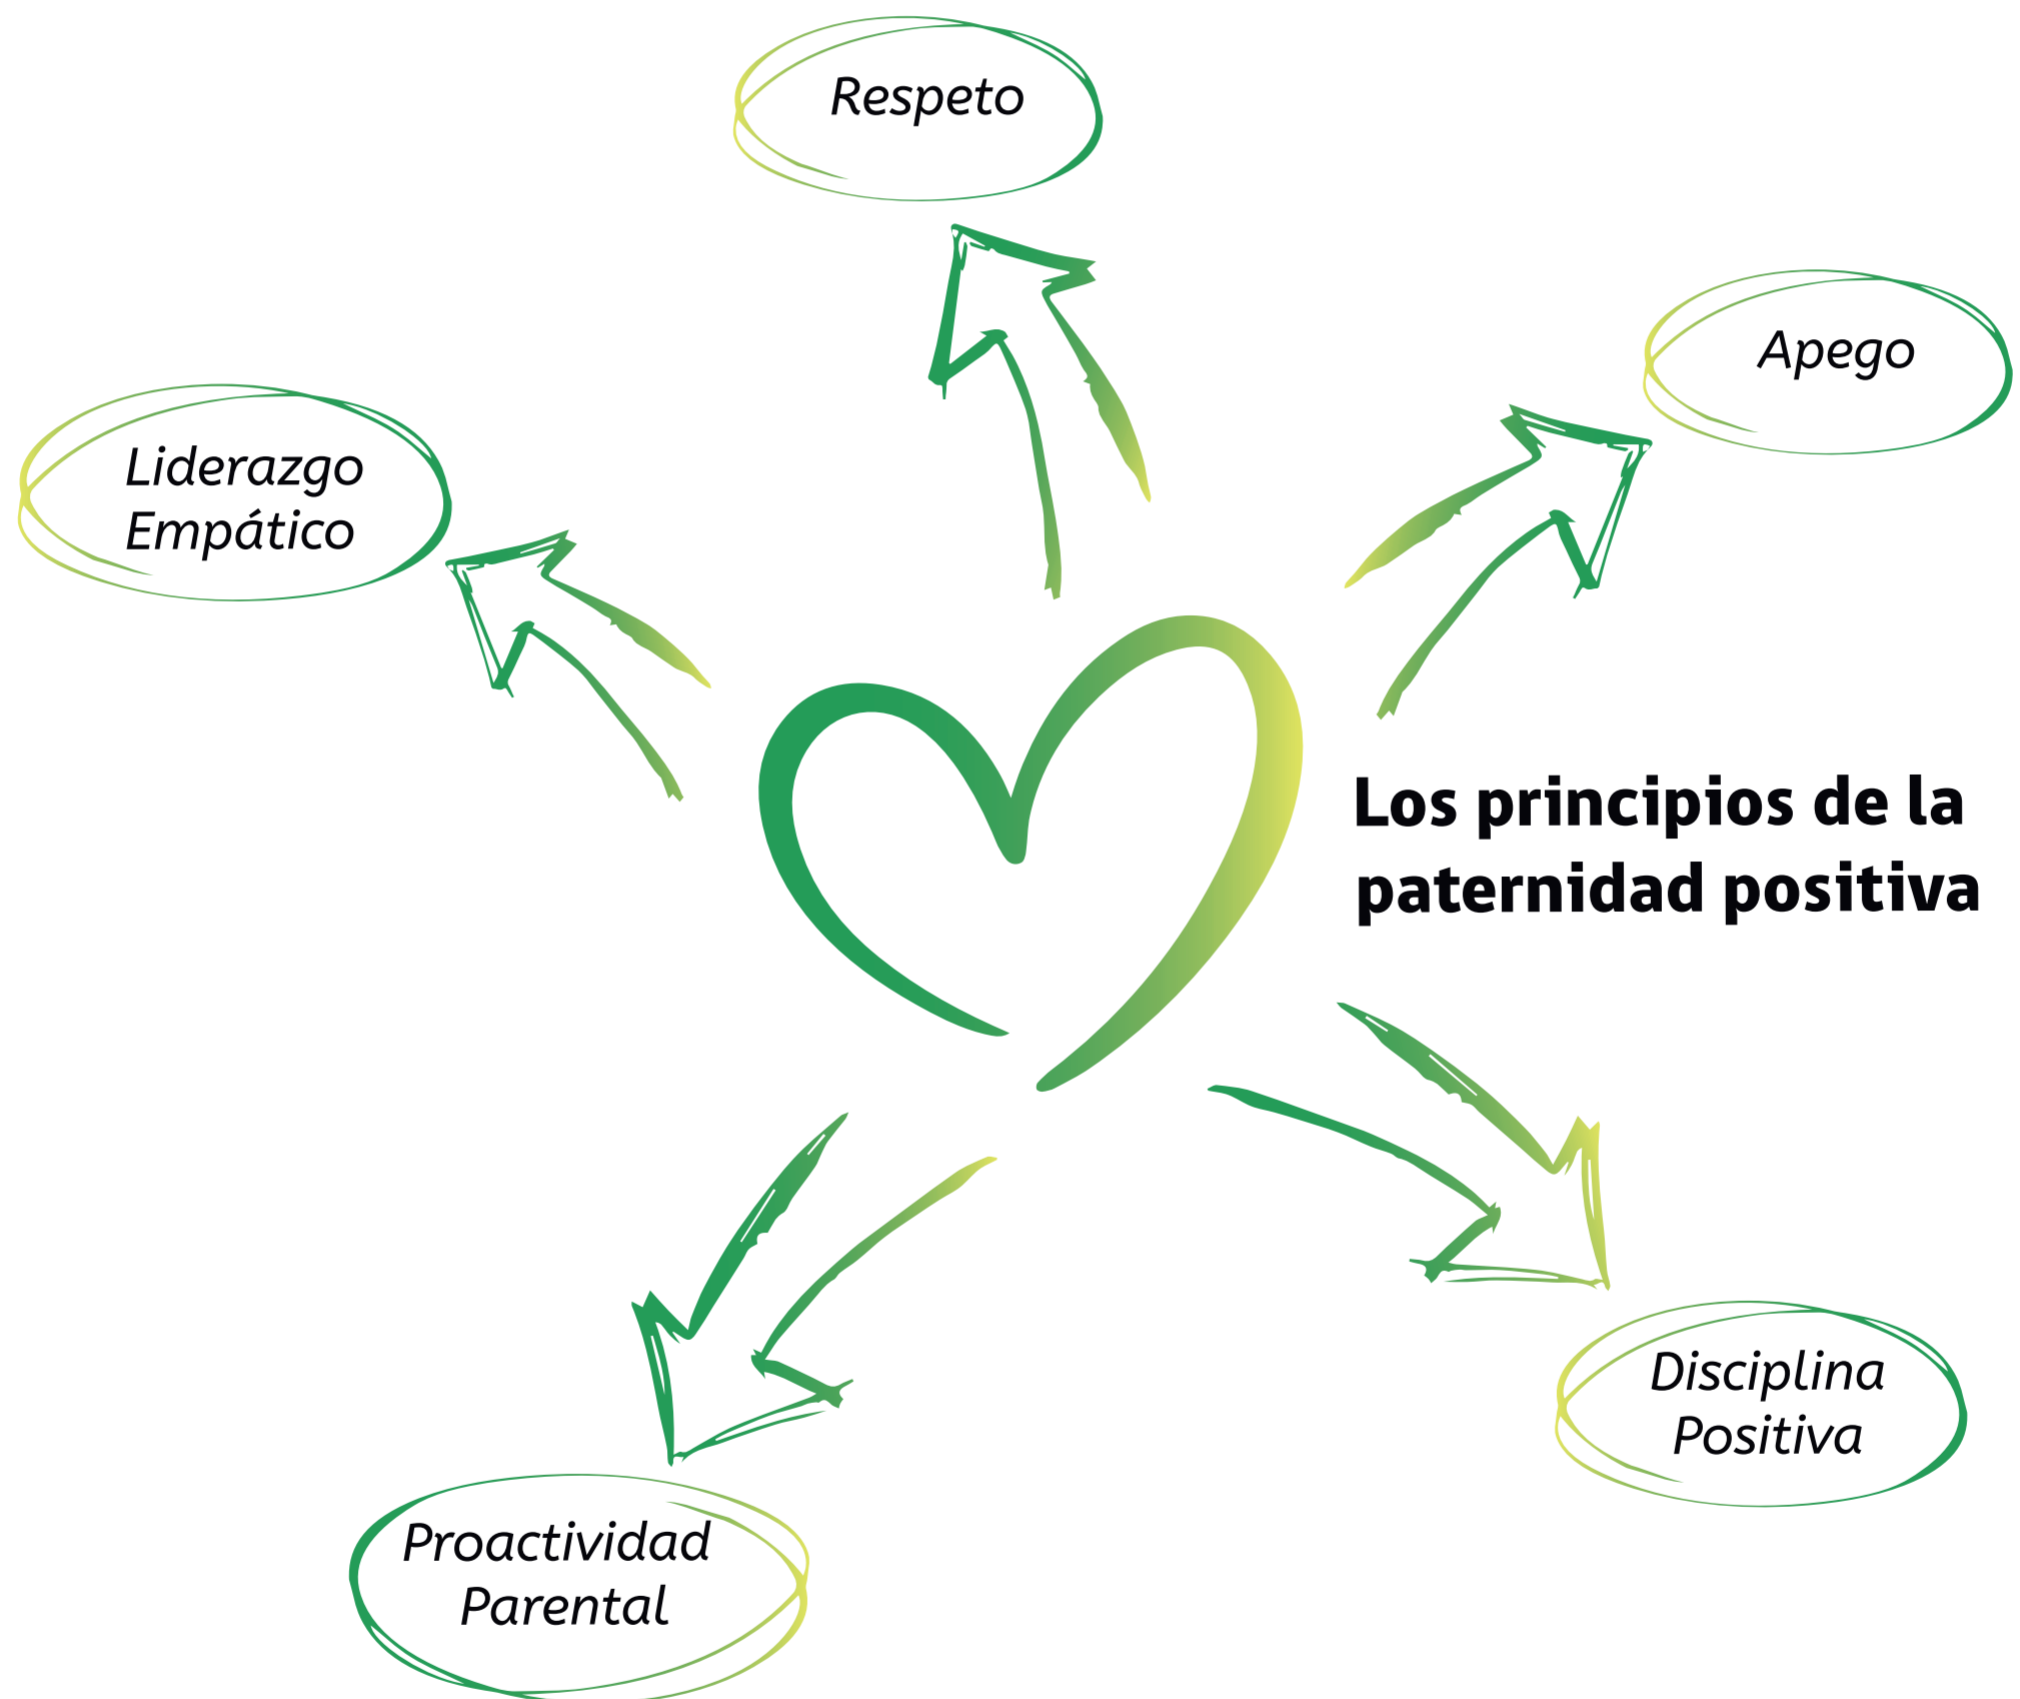 Respeto
Apego
Liderazgo
Empático
Los principios de la
paternidad positiva
Disciplina
Positiva
Proactividad
Parental